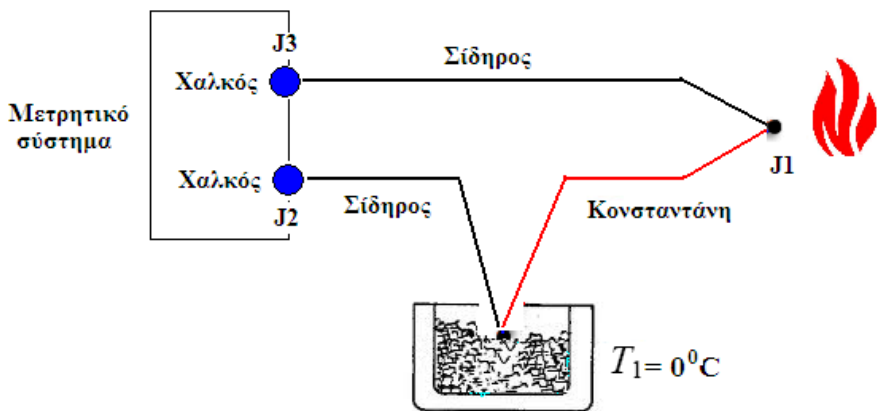 J3
Σίδηρος
Χαλκός
Μετρητικό
σύστημα
J1
Χαλκός
J2
Σίδηρος
Κονσταντάνη
T₁= 0⁰C